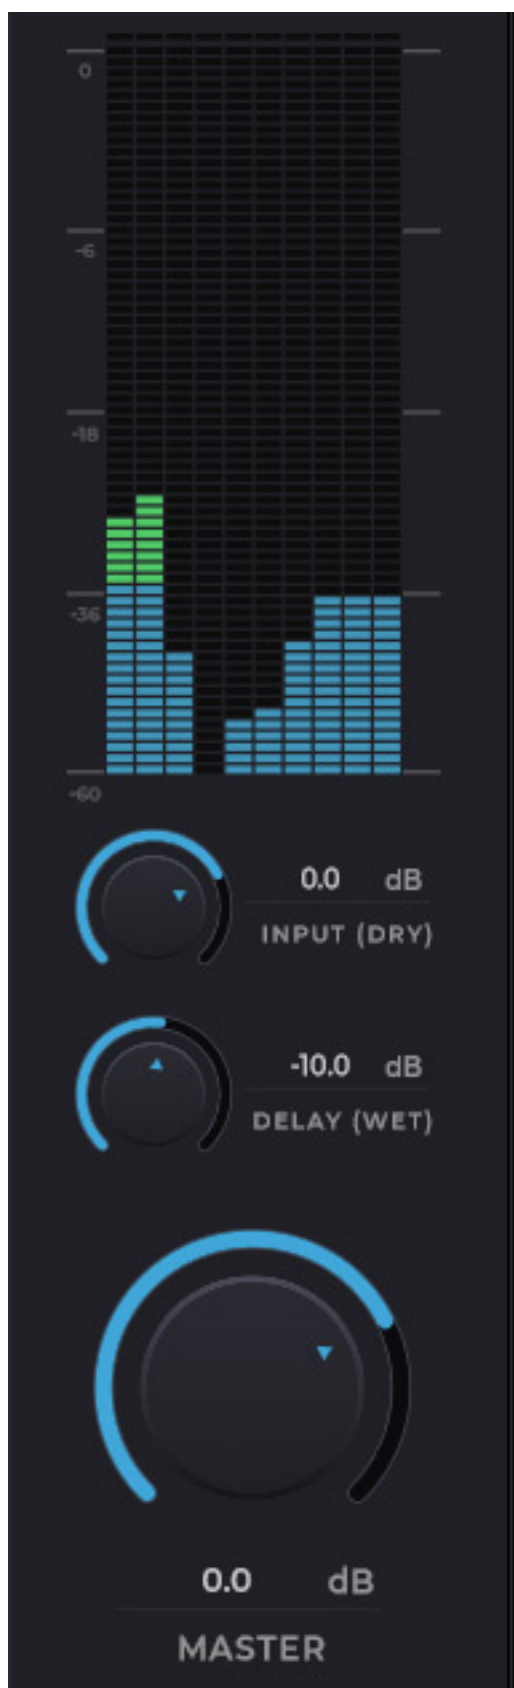 0
-6
-18
-36
-60
0.0 dB
INPUT (DRY)
-10.0 dB
DELAY (WET)
0.0 dB
MASTER